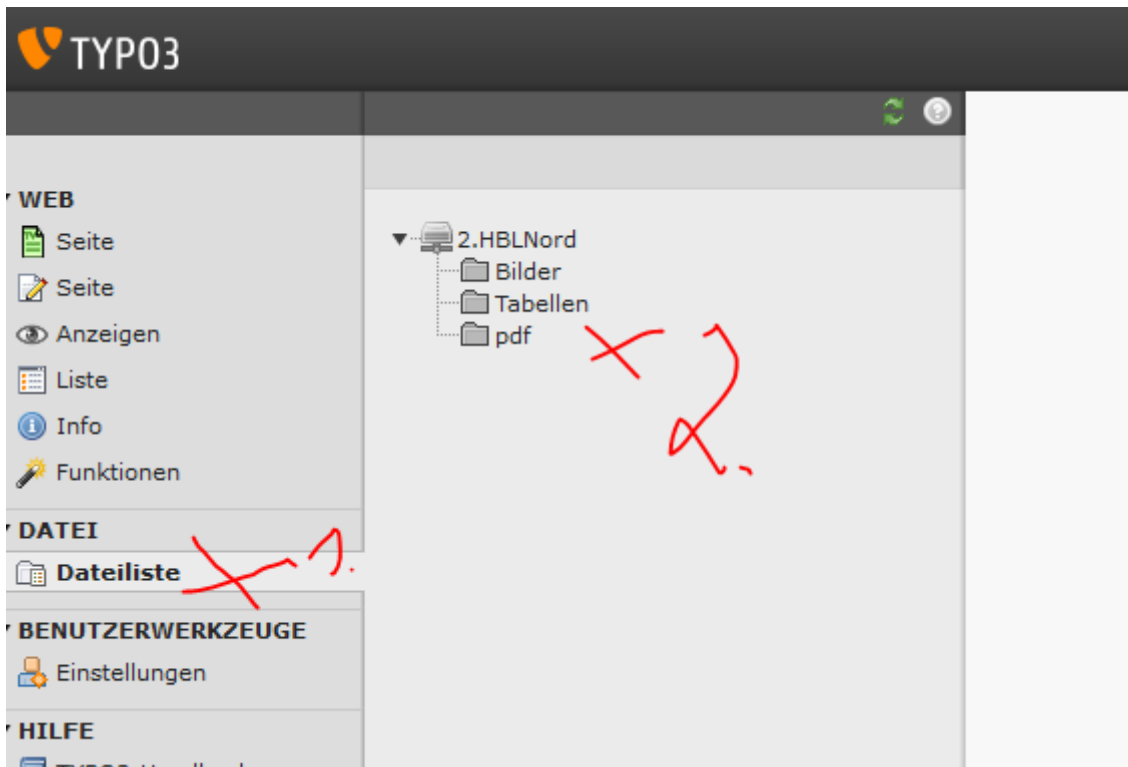 TYPO3
WEB
Seite
Seite
Anzeigen
Liste
Info
Funktionen
DATEI
Dateiliste
1.
BENUTZERWERKZEUGE
Einstellungen
HILFE
2.HBLNord
Bilder
Tabellen
pdf
2.